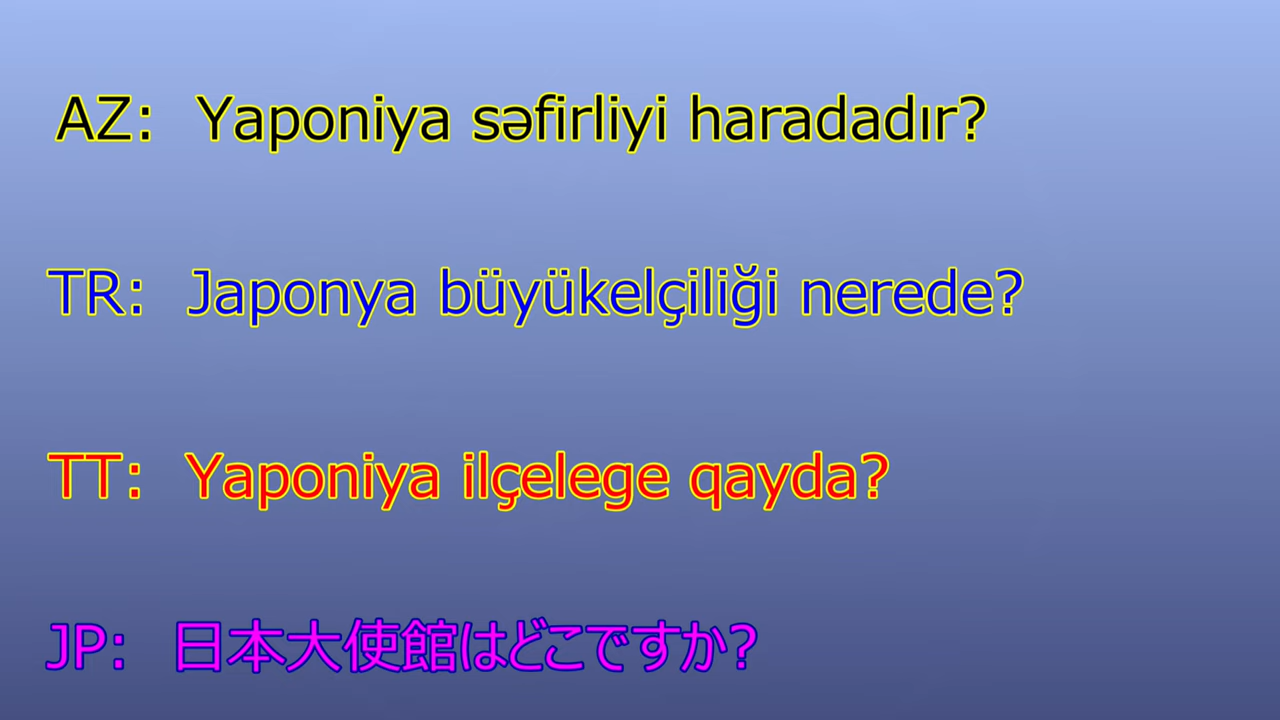 AZ: Yaponiya səfirliyi haradadır?
TR: Japonya büyükelçiliği nerede?
TT: Yaponiya ilçelege qayda?
JP: 日本大使館はどこですか?